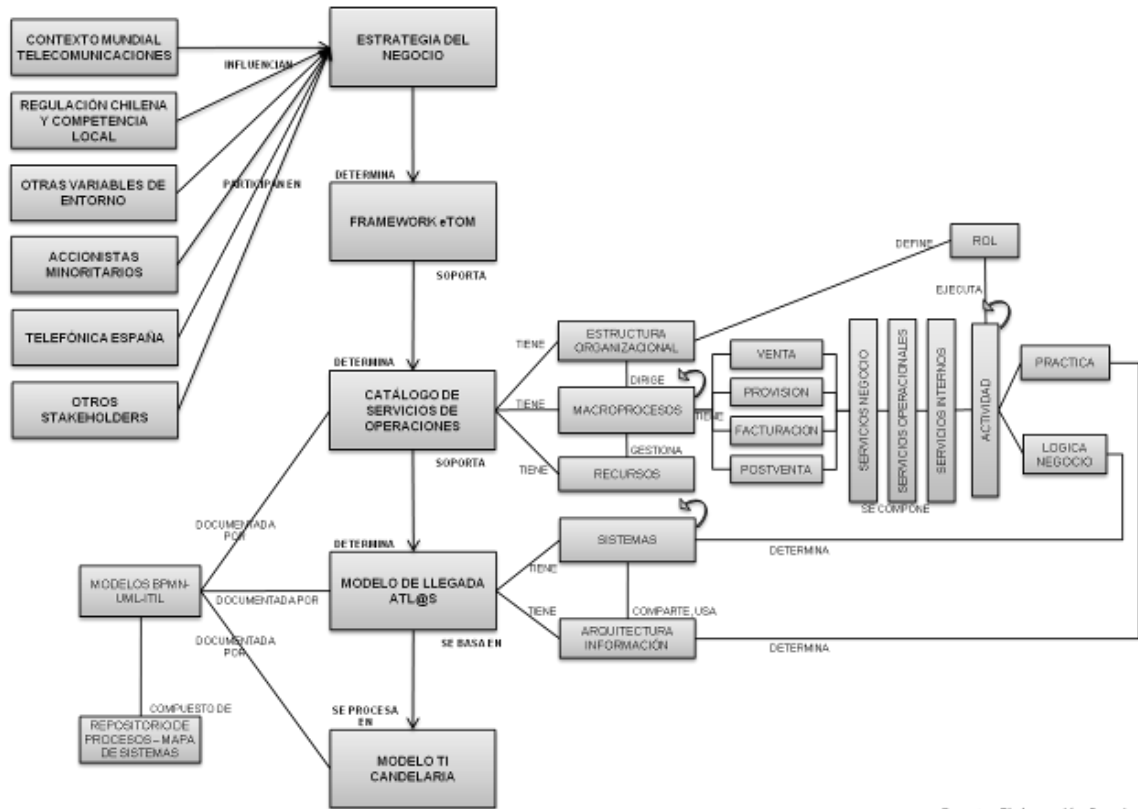 CONTEXTO MUNDIAL
TELECOMUNICACIONES
REGULACIÓN CHILENA
Y COMPETENCIA
LOCAL
OTRAS VARIABLES DE
ENTORNO
ACCIONISTAS
MINORITARIOS
TELEFÓNICA ESPAÑA
OTROS
STAKEHOLDERS
INFLUENCIAN
PARTICIPAN EN
ESTRATEGIA DEL
NEGOCIO
DETERMINA
FRAMEWORK eTOM
SOPORTA
DETERMINA
CATÁLOGO DE
SERVICIOS DE
OPERACIONES
SOPORTA
DETERMINA
MODELO DE LLEGADA
ATL@S
SE BASA EN
SE PROCESA
EN
MODELO TI
CANDELARIA
DOCUMENTADA
POR
DOCUMENTADA POR
DOCUMENTADA
POR
MODELOS BPMN-
UML-ITIL
COMPUESTO DE
REPOSITORIO DE
PROCESOS – MAPA
DE SISTEMAS
TIENE
TIENE
TIENE
ESTRUCTURA
ORGANIZACIONAL
DIRIGE
MACROPROCESOS
GESTIONA
RECURSOS
TIENE
VENTA
PROVISION
FACTURACION
POSTVENTA
SERVICIOS NEGOCIO
SERVICIOS OPERACIONALES
SERVICIOS INTERNOS
SE COMPONE
ACTIVIDAD
DEFINE
ROL
EJECUTA
PRACTICA
LOGICA
NEGOCIO
TIENE
TIENE
SISTEMAS
COMPARTE, USA
ARQUITECTURA
INFORMACIÓN
DETERMINA
DETERMINA